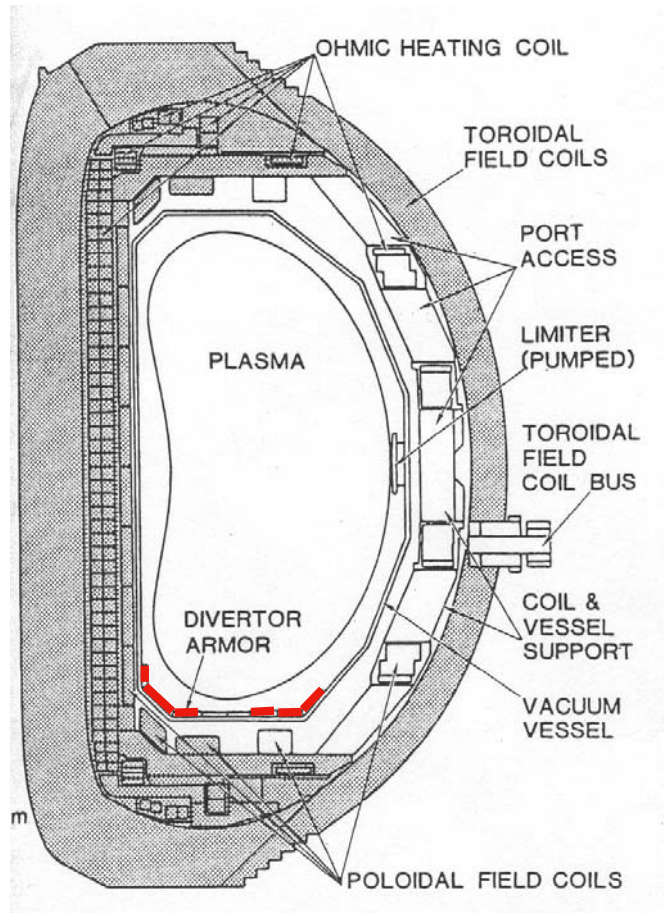 OHMIC HEATING COIL
TOROIDAL
FIELD COILS
PORT
ACCESS
LIMITER
(PUMPED)
PLASMA
TOROIDAL
FIELD
COIL BUS
DIVERTOR
ARMOR
COIL &
VESSEL
SUPPORT
VACUUM
VESSEL
m
POLOIDAL FIELD COILS